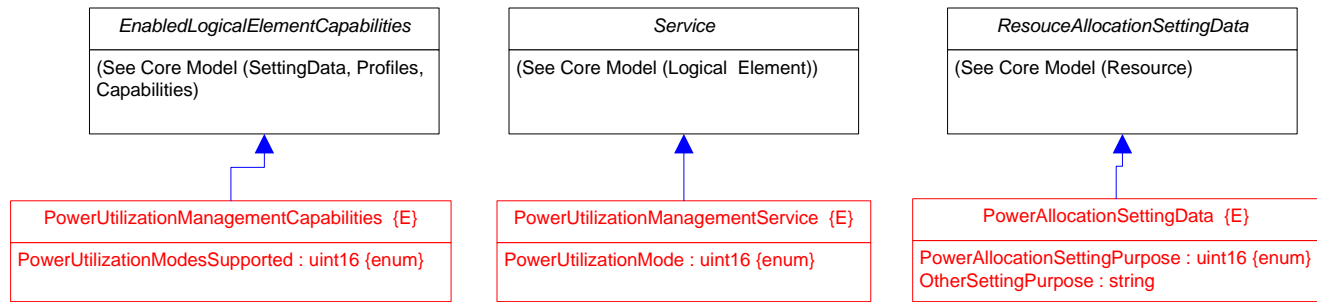 EnabledLogicalElementCapabilities
(See Core Model (SettingData, Profiles,
Capabilities)
PowerUtilizationManagementCapabilities {E}
PowerUtilizationModesSupported : uint16 {enum}
Service
(See Core Model (Logical Element))
PowerUtilizationManagementService {E}
PowerUtilizationMode : uint16 {enum}
ResouceAllocationSettingData
(See Core Model (Resource)
PowerAllocationSettingData {E}
PowerAllocationSettingPurpose : uint16 {enum}
OtherSettingPurpose : string